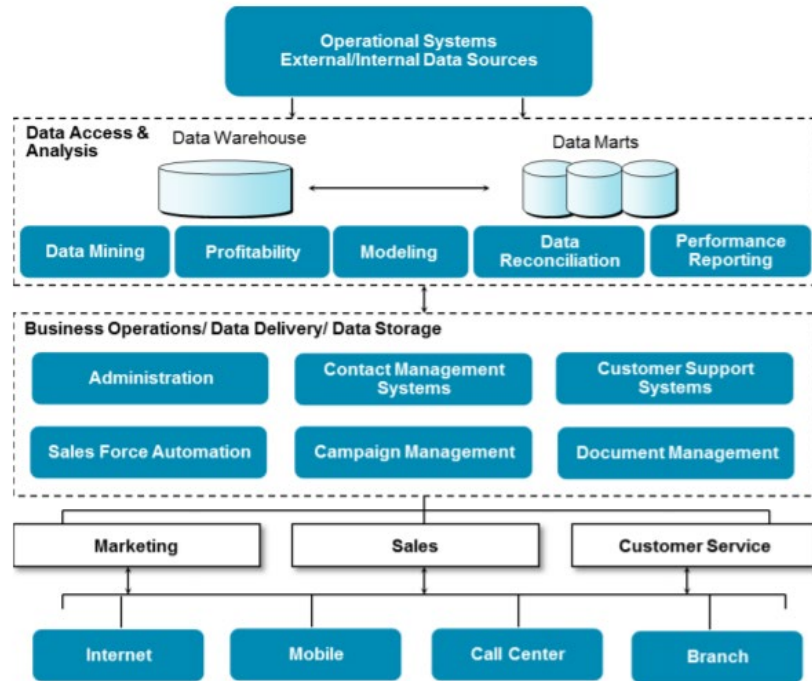 Operational Systems
External/Internal Data Sources
Data Access &
Analysis
Data Warehouse
Data Marts
Data Mining
Profitability
Modeling
Data
Reconciliation
Performance
Reporting
Business Operations/ Data Delivery/ Data Storage
Administration
Contact Management
Systems
Customer Support
Systems
Sales Force Automation
Campaign Management
Document Management
Marketing
Sales
Customer Service
Internet
Mobile
Call Center
Branch